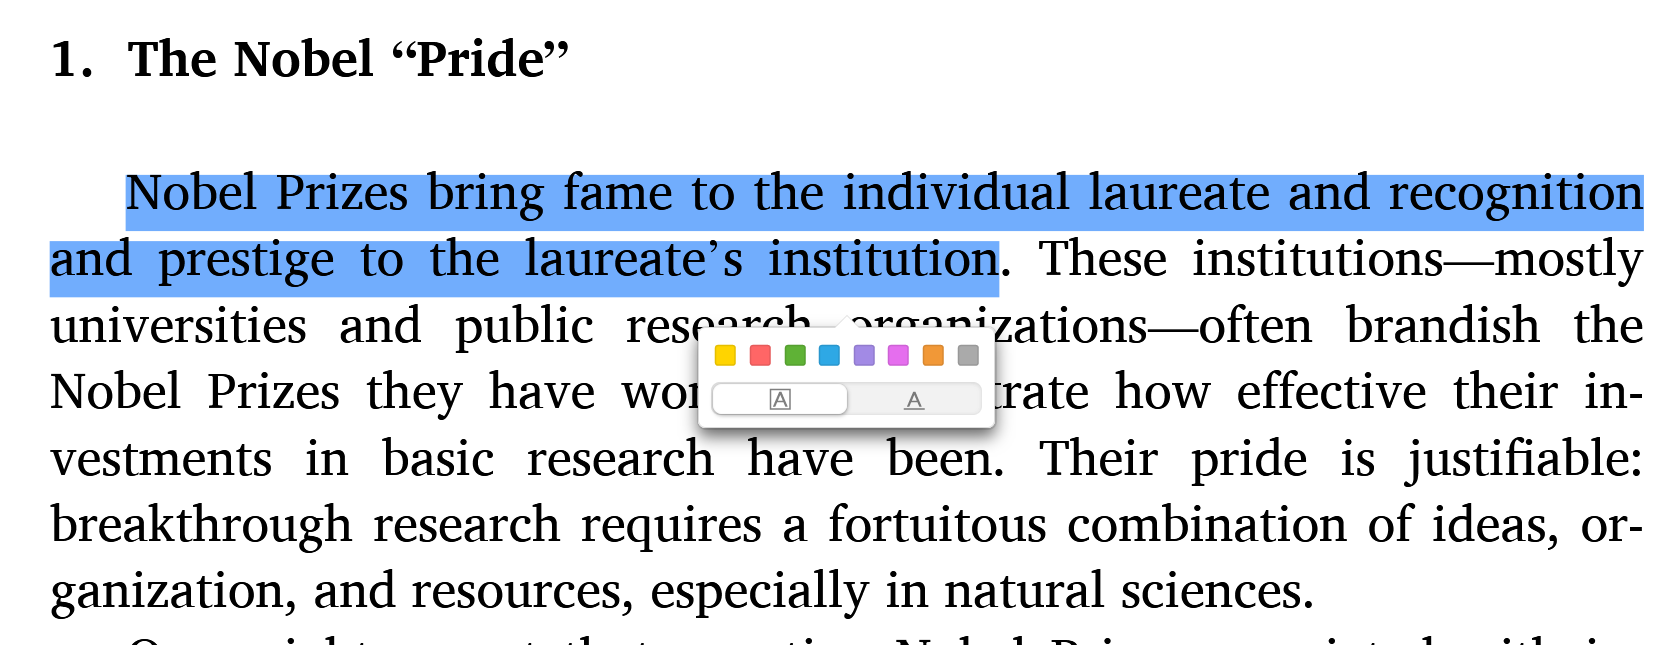 1. The Nobel “Pride”
Nobel Prizes bring fame to the individual laureate and recognition
and prestige to the laureate’s institution. These institutions—mostly
universities and public research organizations—often brandish the
Nobel Prizes they have how effective their in-
vestments in basic research have been. Their pride is justifiable:
breakthrough research requires a fortuitous combination of ideas, or-
ganization, and resources, especially in natural sciences.
A A